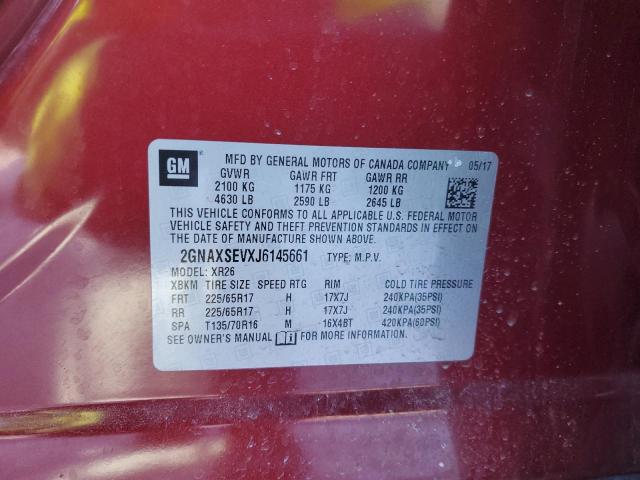 GM
MFD BY GENERAL MOTORS OF CANADA COMPANY 05/17
GVWR GAWR FRT GAWR RR
2100 KG 1175 KG 1200 KG
4630 LB 2590 LB 2645 LB
THIS VEHICLE CONFORMS TO ALL APPLICABLE U.S. FEDERAL MOTOR
VEHICLE SAFETY AND THEFT PREVENTION STANDARDS IN EFFECT ON
DATE OF MANUFACTURE SHOWN ABOVE.
2GNAXSEVXJ6145661 TYPE: M.P.V.
MODEL: XR26
XBKM TIRE SIZE SPEED RTG RIM COLD TIRE PRESSURE
FRT 225/65R17 H 17X7J 240KPA(35PSI)
RR 225/65R17 H 17X7J 240KPA(35PSI)
SPA T135/70R16 M 16X4BT 420KPA(60PSI)
SEE OWNER'S MANUAL FOR MORE INFORMATION.